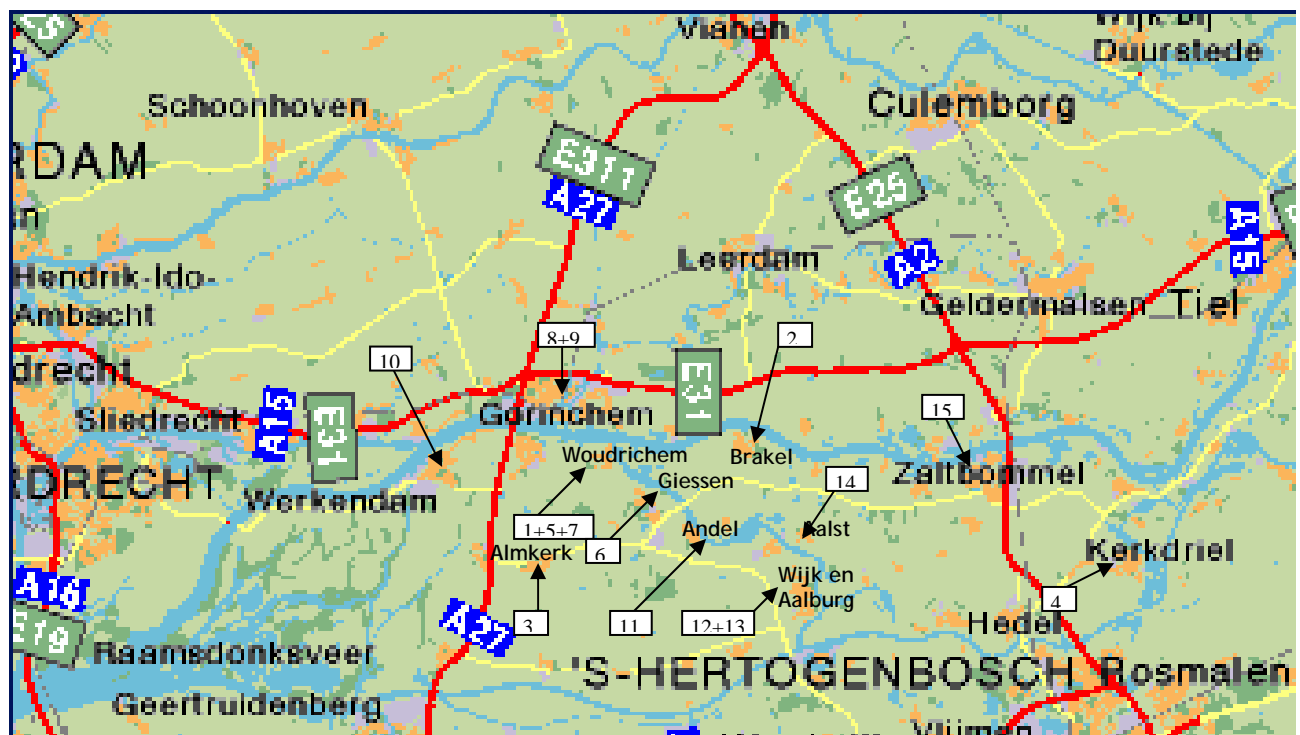 Vianen
Wijk bij
Duurstede
Schoonhoven
Culemborg
E311
A27
E25
RDAM
A15
Leerdam
A2
Hendrik-Ido-
Ambacht
Geldermalsen
Tiel
8+9
2
10
drecht
E31
Gorinchem
15
Sliedrecht
A15
E31
Woudrichem
Brakel
Zaltbommel
DRECHT
Giessen
14
Werkendam
1+5+7
Andel
Aalst
Almkerk
6
Kerkdriel
Wijk en
Aalburg
A16
4
E19
A27
3
11
12+13
Hedel
Raamsdonksveer
'S-HERTOGENBOSCH
Rosmalen
Geertruidenberg
Vlijmen